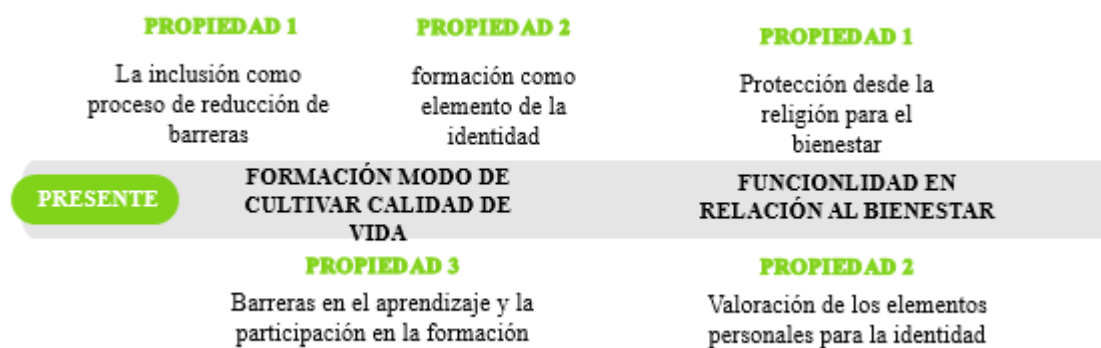 PROPIEDAD 1
La inclusión como
proceso de reducción de
barreras
PROPIEDAD 2
formación como
elemento de la
identidad
PROPIEDAD 1
Protección desde la
religión para el
bienestar
PRESENTE
FORMACIÓN MODO DE
CULTIVAR CALIDAD DE
VIDA
FUNCIONLIDAD EN
RELACIÓN AL BIENESTAR
PROPIEDAD 3
Barreras en el aprendizaje y la
participación en la formación
PROPIEDAD 2
Valoración de los elementos
personales para la identidad